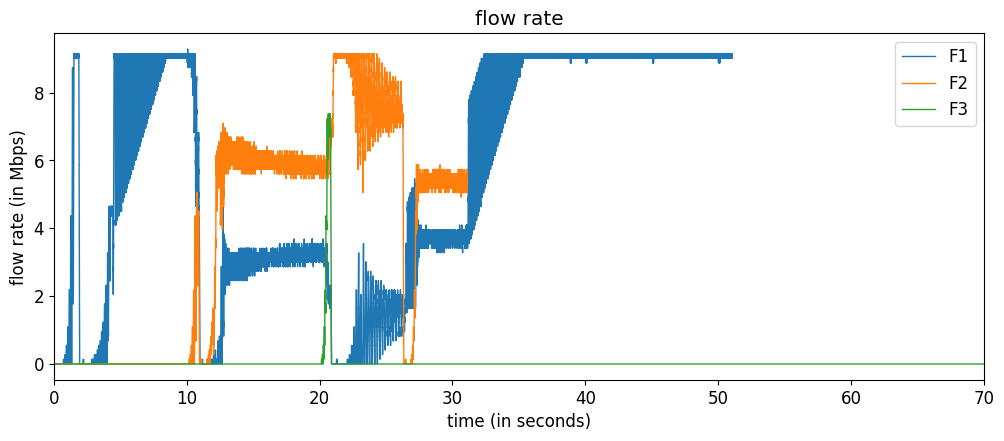 flow rate
flow rate (in Mbps)
8
6
4
2
0
F1
F2
F3
0 10 20 30 40 50 60 70
time (in seconds)